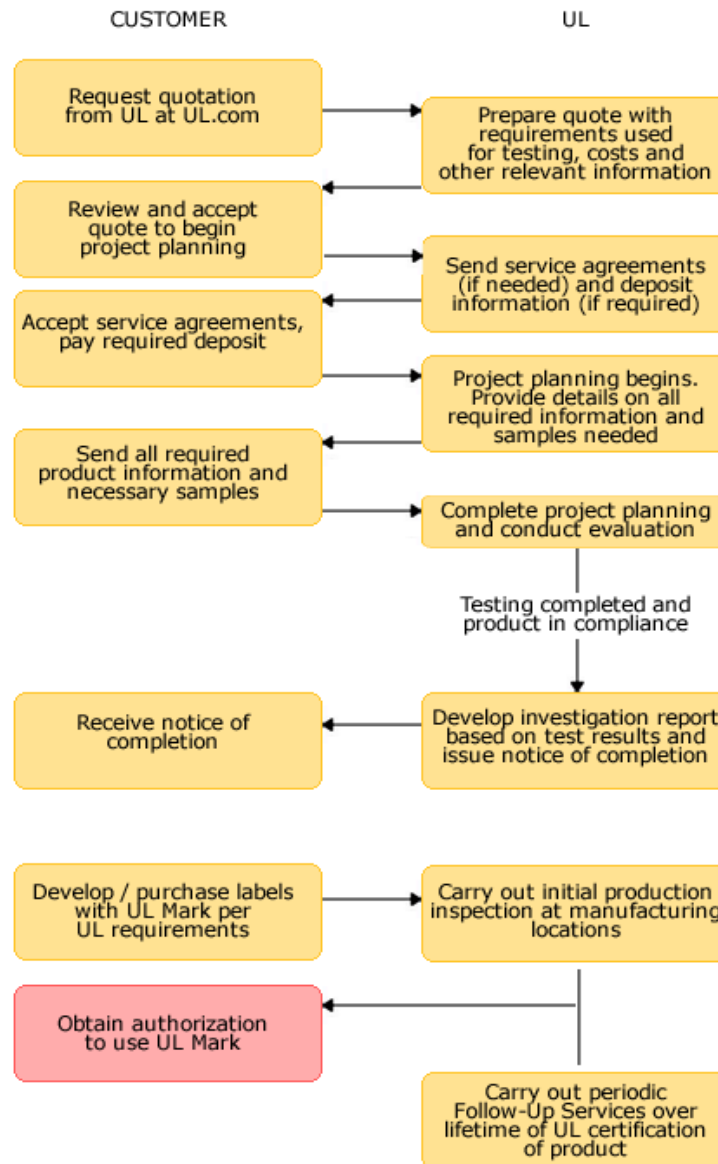 CUSTOMER
UL
Request quotation
from UL at UL.com
Prepare quote with
requirements used
for testing, costs and
other relevant information
Review and accept
quote to begin
project planning
Send service agreements
(if needed) and deposit
information (if required)
Accept service agreements,
pay required deposit
Project planning begins.
Provide details on all
required information and
samples needed
Send all required
product information and
necessary samples
Complete project planning
and conduct evaluation
Testing completed and
product in compliance
Develop investigation report
based on test results and
issue notice of completion
Receive notice of
completion
Develop / purchase labels
with UL Mark per
UL requirements
Carry out initial production
inspection at manufacturing
locations
Obtain authorization
to use UL Mark
Carry out periodic
Follow-Up Services over
lifetime of UL certification
of product